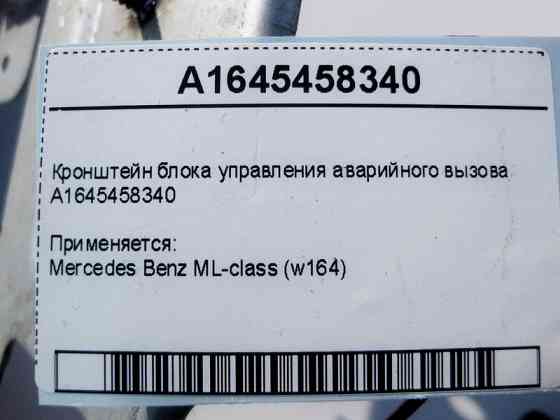 A1645458340
Кронштейн блока управления аварийного вызова
A1645458340
Применяется:
Mercedes Benz ML-class (w164)